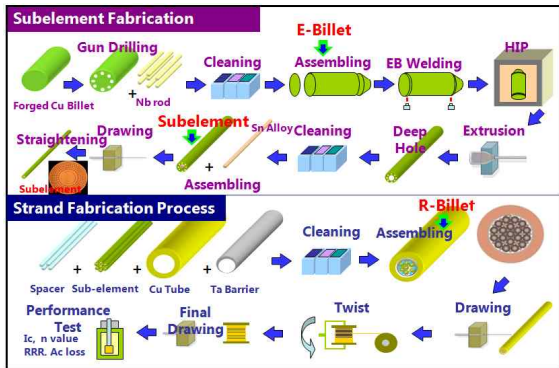 Subelement Fabrication
Gun Drilling
Forged Cu Billet
+
Nb rod
Cleaning
E-Billet
Assembling
EB Welding
HIP
Straightening
Subelement
Drawing
Subelement
+
Sn Alloy
Assembling
Cleaning
Deep
Hole
Extrusion
Strand Fabrication Process
Spacer
+
Sub-element
+
Cu Tube
+
Ta Barrier
Cleaning
R-Billet
Assembling
Performance
Test
Ic, n value
RRR. Ac loss
Final
Drawing
Twist
Drawing